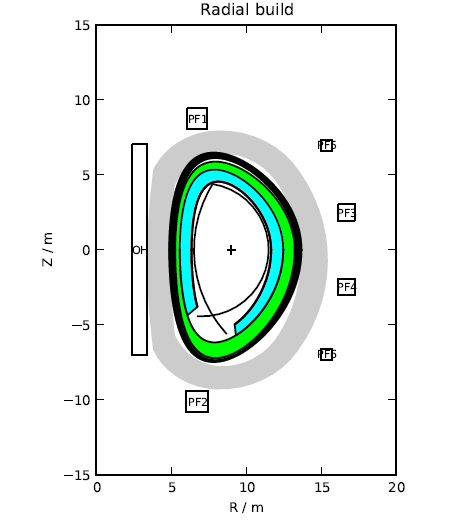 Radial build
15
10
5
0
−5
−10
−15
Z / m
PF1
PF5
PF3
OH
PF4
PF6
PF2
0
5
10
15
20
R / m